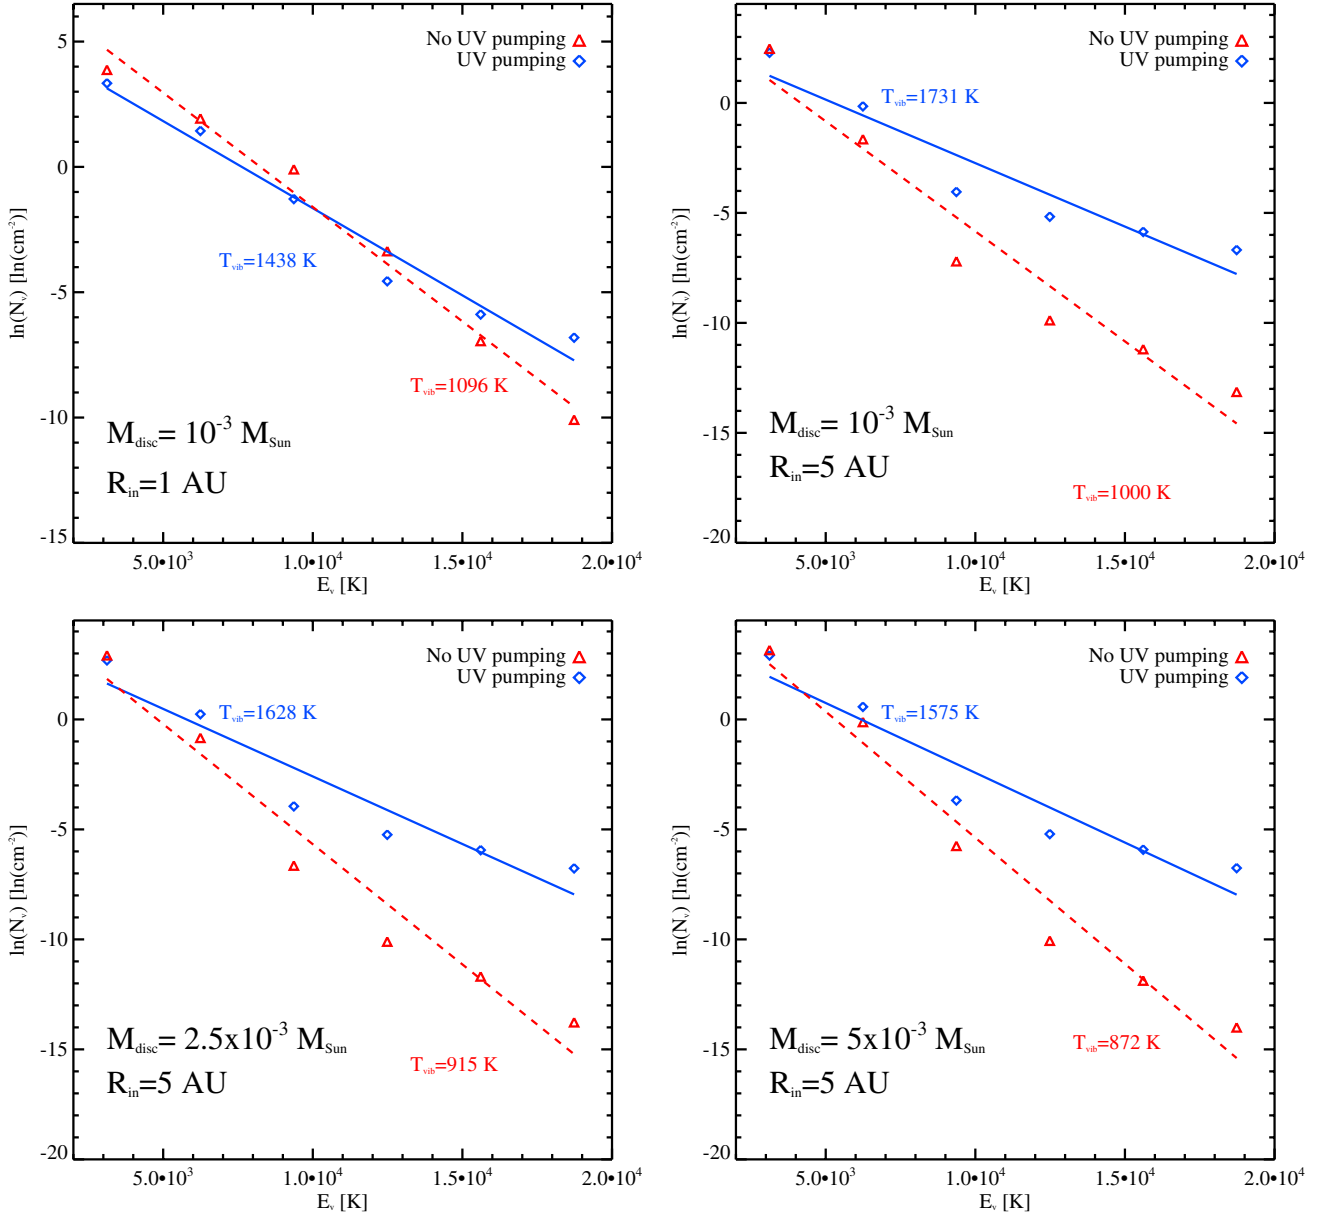 No UV pumping
UV pumping
T_vib=1438 K
T_vib=1096 K
M_disc= 10^-3 M_Sun
R_in=1 AU
ln(N_v) [ln(cm^-2)]
5
0
-5
-10
-15
5.0•10^3 1.0•10^4 1.5•10^4 2.0•10^4
E_v [K]
No UV pumping
UV pumping
T_vib=1731 K
M_disc= 10^-3 M_Sun
R_in=5 AU
T_vib=1000 K
ln(N_v) [ln(cm^-2)]
0
-5
-10
-15
-20
5.0•10^3 1.0•10^4 1.5•10^4 2.0•10^4
E_v [K]
No UV pumping
UV pumping
T_vib=1628 K
M_disc= 2.5x10^-3 M_Sun
T_vib=915 K
R_in=5 AU
ln(N_v) [ln(cm^-2)]
0
-5
-10
-15
-20
5.0•10^3 1.0•10^4 1.5•10^4 2.0•10^4
E_v [K]
No UV pumping
UV pumping
T_vib=1575 K
M_disc= 5x10^-3 M_Sun
T_vib=872 K
R_in=5 AU
ln(N_v) [ln(cm^-2)]
0
-5
-10
-15
-20
5.0•10^3 1.0•10^4 1.5•10^4 2.0•10^4
E_v [K]